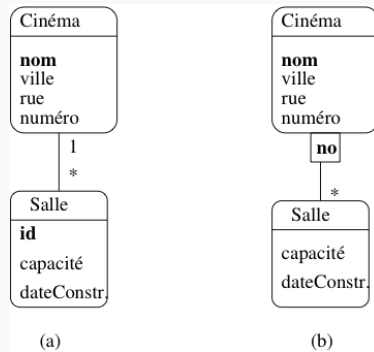 Cinéma
nom
ville
rue
numéro
1
*
Salle
id
capacité
dateConstr.
(a)
Cinéma
nom
ville
rue
numéro
no
*
Salle
capacité
dateConstr.
(b)